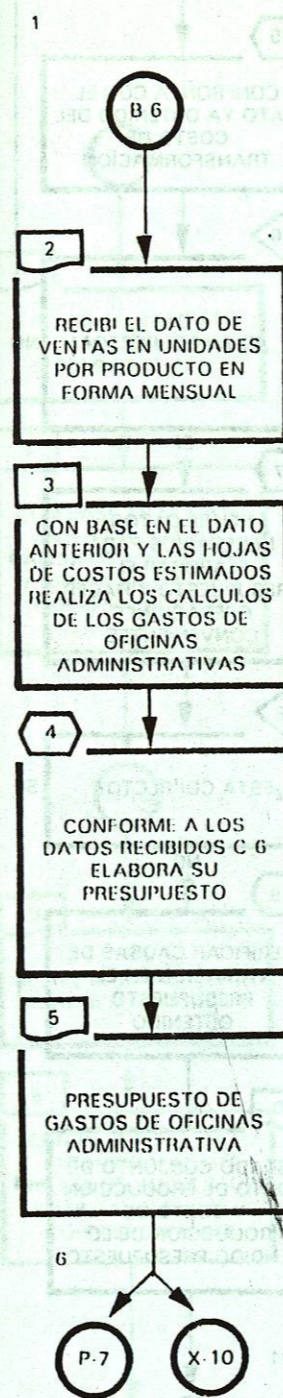 1
B 6
2
RECIBI EL DATO DE
VENTAS EN UNIDADES
POR PRODUCTO EN
FORMA MENSUAL
3
CON BASE EN EL DATO
ANTERIOR Y LAS HOJAS
DE COSTOS ESTIMADOS
REALIZA LOS CALCULOS
DE LOS GASTOS DE
OFICINAS
ADMINISTRATIVAS
4
CONFORME A LOS
DATOS RECIBIDOS C 6
ELABORA SU
PRESUPUESTO
5
PRESUPUESTO DE
GASTOS DE OFICINAS
ADMINISTRATIVA
6
P-7
X-10